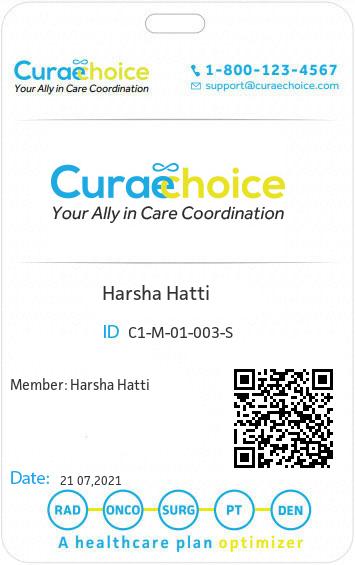 Curaechoice
Your Ally in Care Coordination
1-800-123-4567
support@curaechoice.com
Curaechoice
Your Ally in Care Coordination
Harsha Hatti
ID C1-M-01-003-S
Member: Harsha Hatti
Date: 21 07,2021
RAD ONCO SURG PT DEN
A healthcare plan optimizer